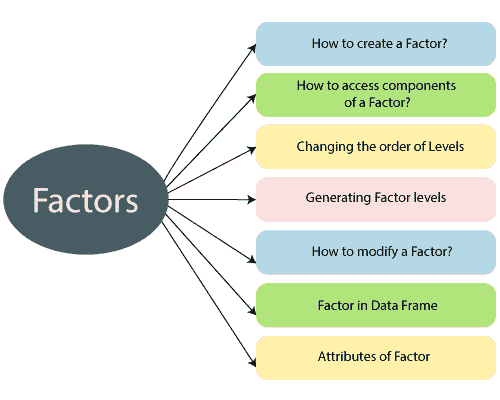 Factors
How to create a Factor?
How to access components
of a Factor?
Changing the order of Levels
Generating Factor levels
How to modify a Factor?
Factor in Data Frame
Attributes of Factor